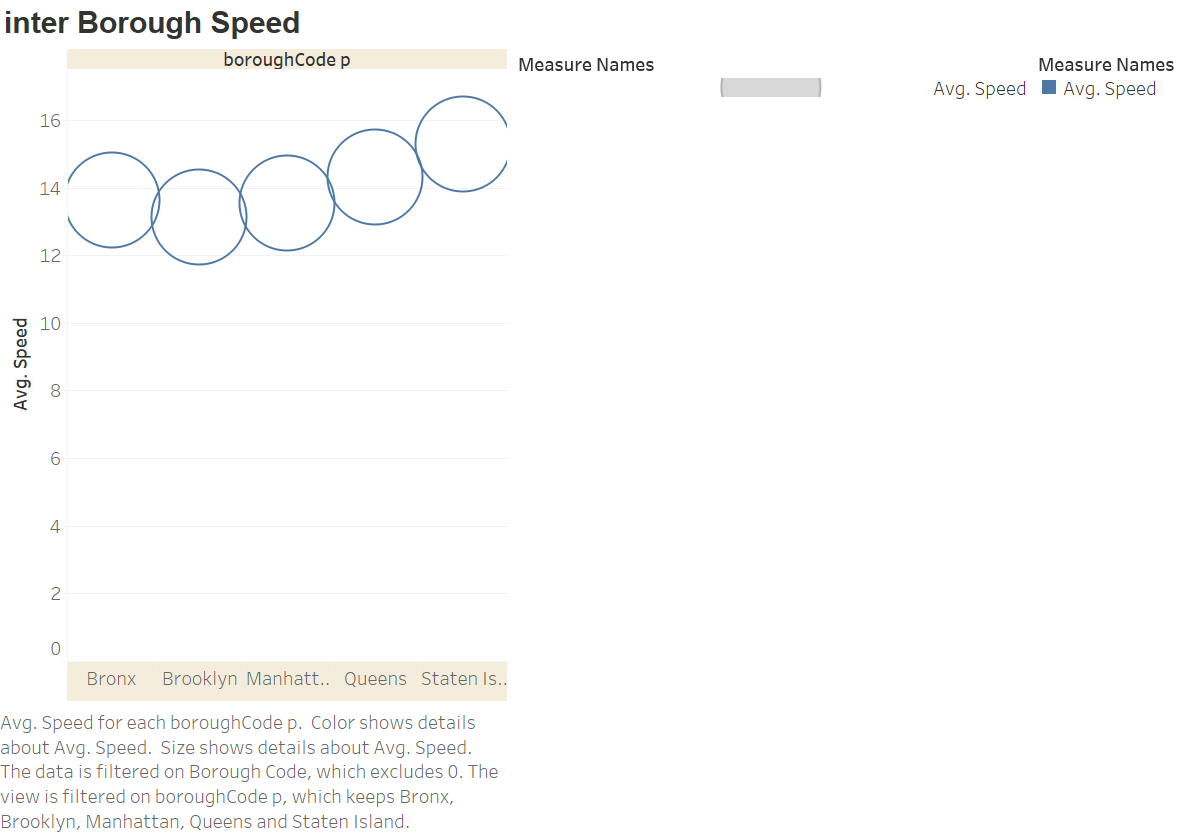 inter Borough Speed
boroughCode p
Measure Names
Measure Names
Avg. Speed
Avg. Speed
16
14
12
10
8
6
4
2
0
Avg. Speed
Bronx Brooklyn Manhatt.. Queens Staten Is..
Avg. Speed for each boroughCode p. Color shows details
about Avg. Speed. Size shows details about Avg. Speed.
The data is filtered on Borough Code, which excludes 0. The
view is filtered on boroughCode p, which keeps Bronx,
Brooklyn, Manhattan, Queens and Staten Island.